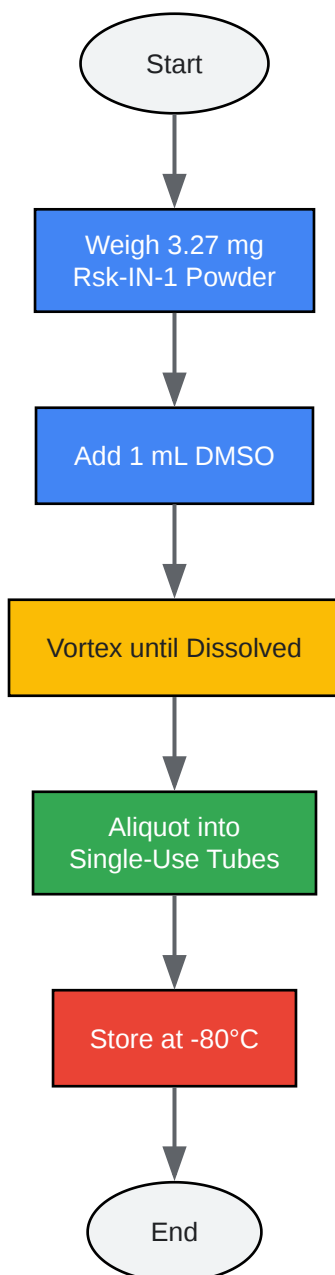 Start
Weigh 3.27 mg
Rsk-IN-1 Powder
Add 1 mL DMSO
Vortex until Dissolved
Aliquot into
Single-Use Tubes
Store at -80°C
End